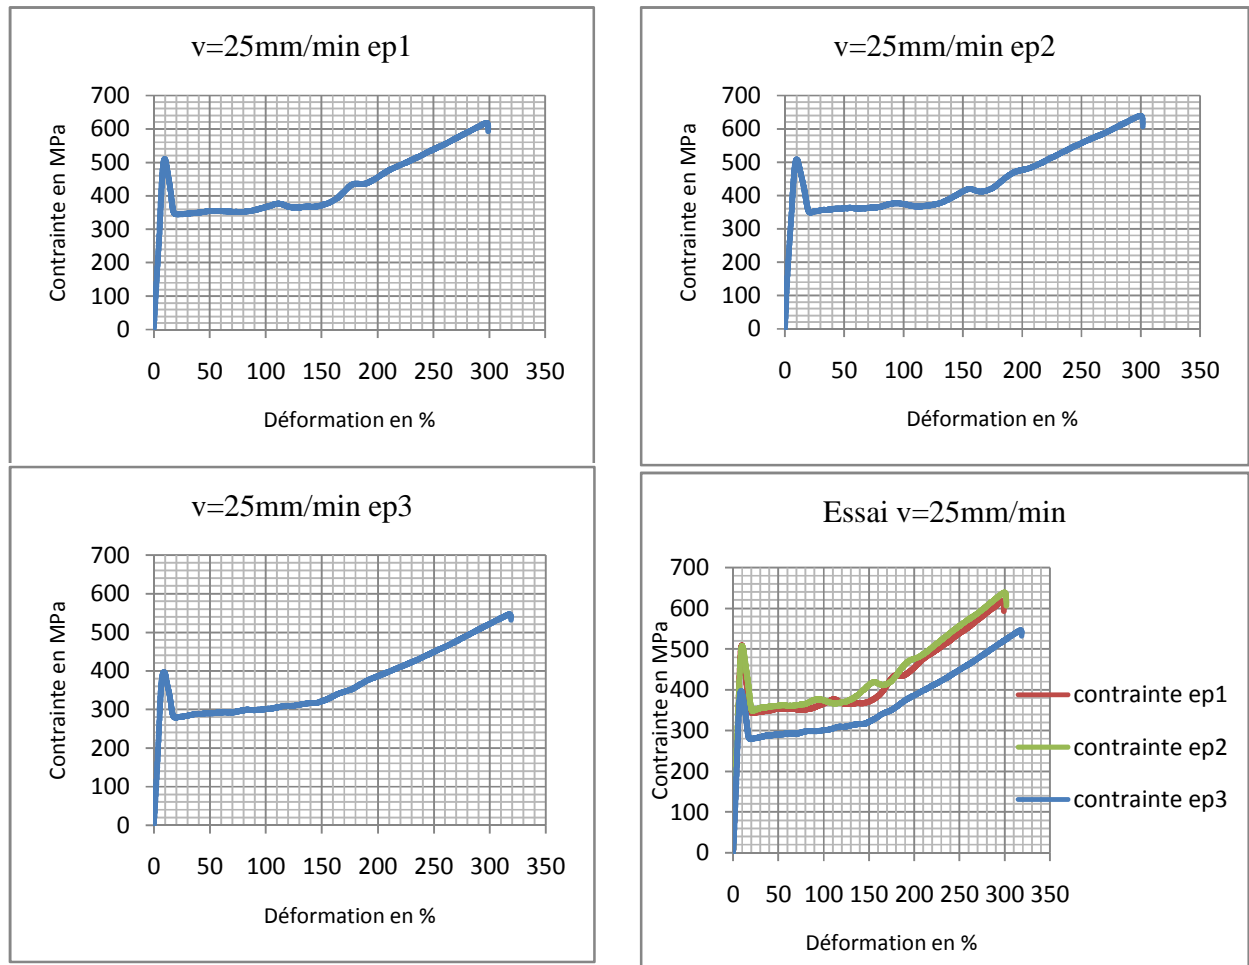 v=25mm/min ep1
700
600
500
400
300
200
100
0
0 50 100 150 200 250 300 350
Contrainte en MPa
Déformation en %
v=25mm/min ep2
700
600
500
400
300
200
100
0
0 50 100 150 200 250 300 350
Contrainte en MPa
Déformation en %
v=25mm/min ep3
700
600
500
400
300
200
100
0
0 50 100 150 200 250 300 350
Contrainte en MPa
Déformation en %
Essai v=25mm/min
700
600
500
400
300
200
100
0
0 50 100 150 200 250 300 350
Contrainte en MPa
Déformation en %
contrainte ep1
contrainte ep2
contrainte ep3